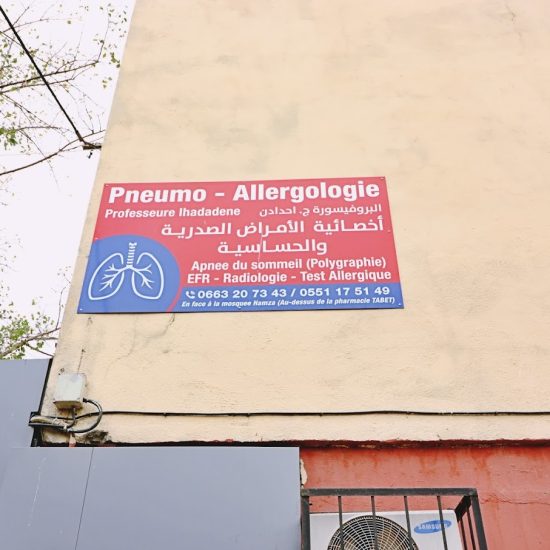 Pneumo - Allergologie
Professeure Ihadadene
البروفيسورة ج. احدادن
أخصائية الأمراض الصدرية
والحساسية
Apnee du sommeil (Polygraphie)
EFR - Radiologie - Test Allergique
0663 20 73 43 / 0551 17 51 49
En face à la mosquee Hamza (Au-dessus de la pharmacie TABET)
SAMSUNG